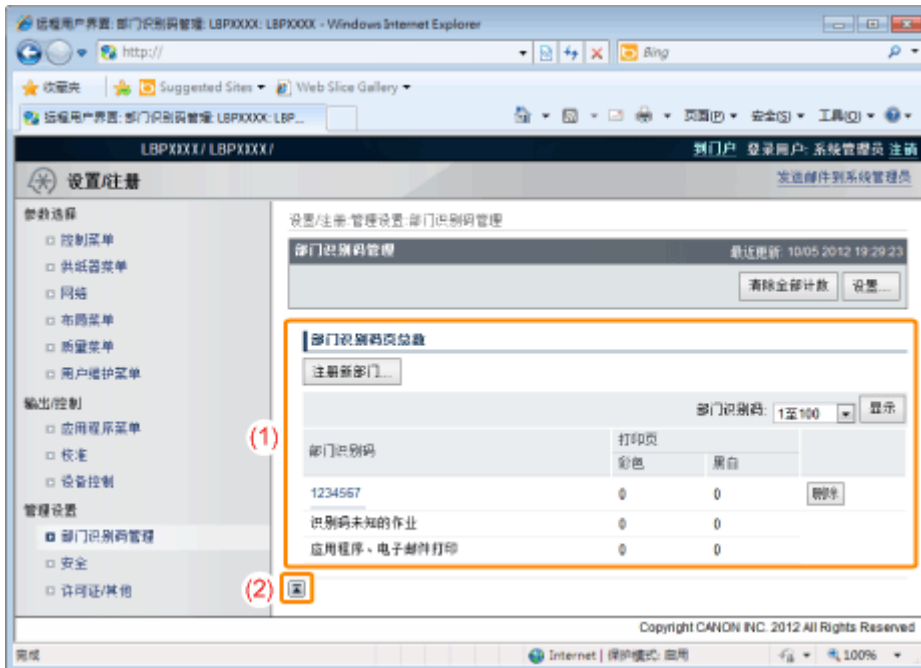 远程用户界面: 部门识别码管理: LBPXXXX: LBPXXXX - Windows Internet Explorer
http://
Bing
收藏夹 Suggested Sites Web Slice Gallery
远程用户界面: 部门识别码管理: LBPXXXX: LBP... 页面(P) 安全(S) 工具(O)
LBPXXXX / LBPXXXX / 到门户 登录用户: 系统管理员 注销
设置/注册 发送邮件到系统管理员
参数选择
控制菜单
供纸器菜单
网络
布局菜单
质量菜单
用户维护菜单
输出/控制
应用程序菜单
校准
设备控制
管理设置
部门识别码管理
安全
许可证/其他
设置/注册:管理设置:部门识别码管理
部门识别码管理 最近更新: 10/05 2012 19:29:23
清除全部计数 设置...
(1)
部门识别码页总数
注册新部门...
部门识别码: 1至100 显示
部门识别码 打印页
彩色 黑白
1234567 0 0 删除
识别码未知的作业 0 0
应用程序、电子邮件打印 0 0
(2)
Copyright CANON INC. 2012 All Rights Reserved
完成 Internet | 保护模式: 启用 100%